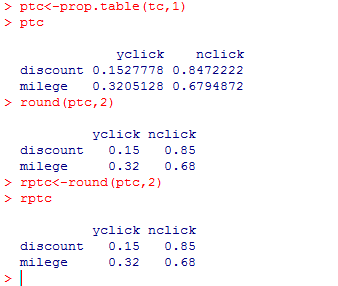 > ptc<-prop.table(tc,1)
> ptc
yclick nclick
discount 0.1527778 0.8472222
milege 0.3205128 0.6794872
> round(ptc,2)
yclick nclick
discount 0.15 0.85
milege 0.32 0.68
> rptc<-round(ptc,2)
> rptc
yclick nclick
discount 0.15 0.85
milege 0.32 0.68
>